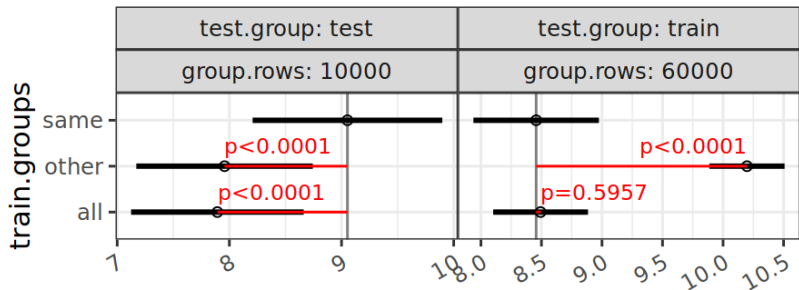 test.group: test
test.group: train
group.rows: 10000
group.rows: 60000
train.groups
same
other
all
p<0.0001
p<0.0001
p<0.0001
p=0.5957
7
8
9
10
8.0
8.5
9.0
9.5
10.0
10.5